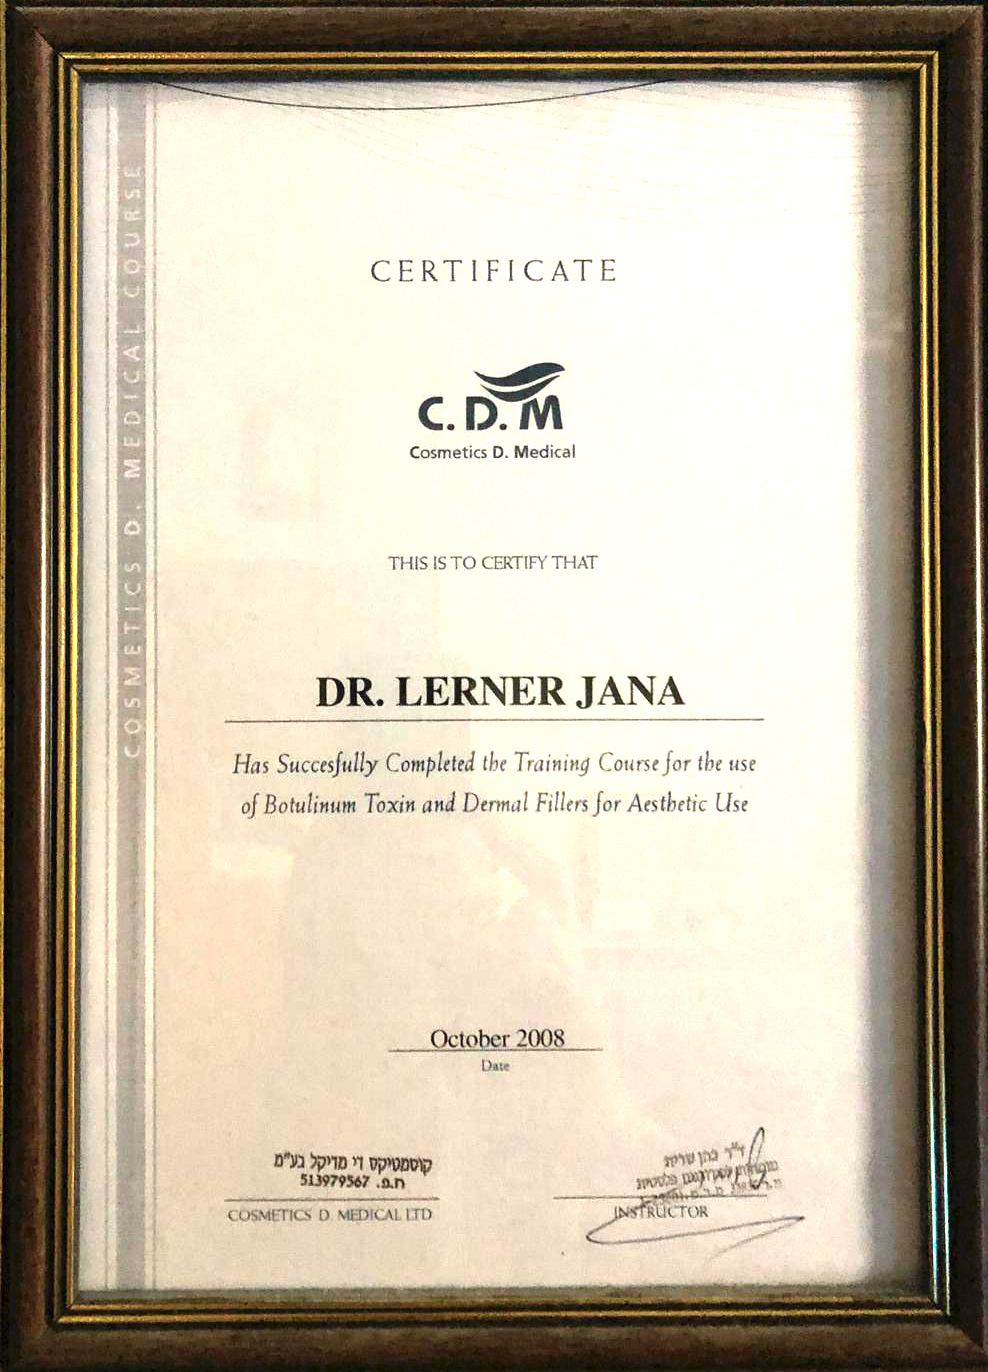 COSMETICS D. MEDICAL COURSE
CERTIFICATE
C. D. M
Cosmetics D. Medical
THIS IS TO CERTIFY THAT
DR. LERNER JANA
Has Succesfully Completed the Training Course for the use
of Botulinum Toxin and Dermal Fillers for Aesthetic Use
October 2008
Date
קוסמטיקס די מדיקל בע"מ
ח.פ. 513979567
COSMETICS D. MEDICAL LTD
ד"ר כהן
INSTRUCTOR